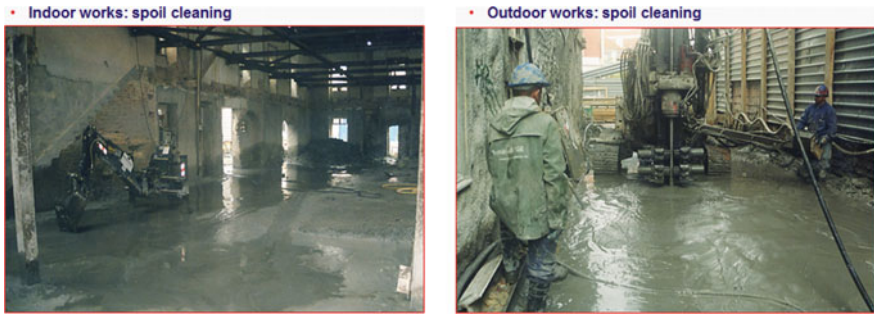 • Indoor works: spoil cleaning
• Outdoor works: spoil cleaning